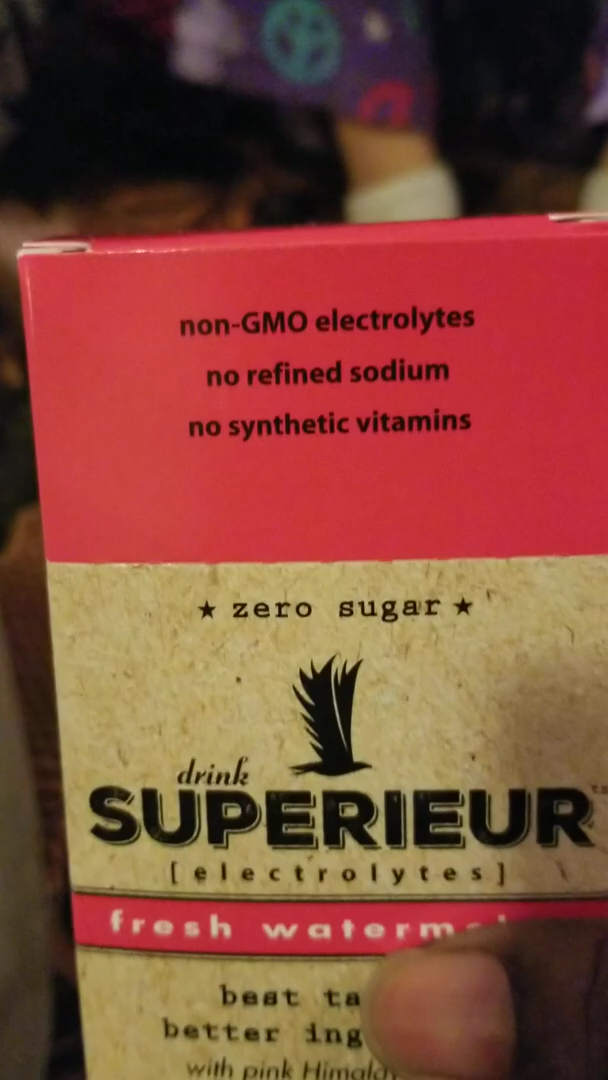 non-GMO electrolytes
no refined sodium
no synthetic vitamins
★ zero sugar ★
drink
SUPERIEUR
[electrolytes]
fresh
best
better
with pink